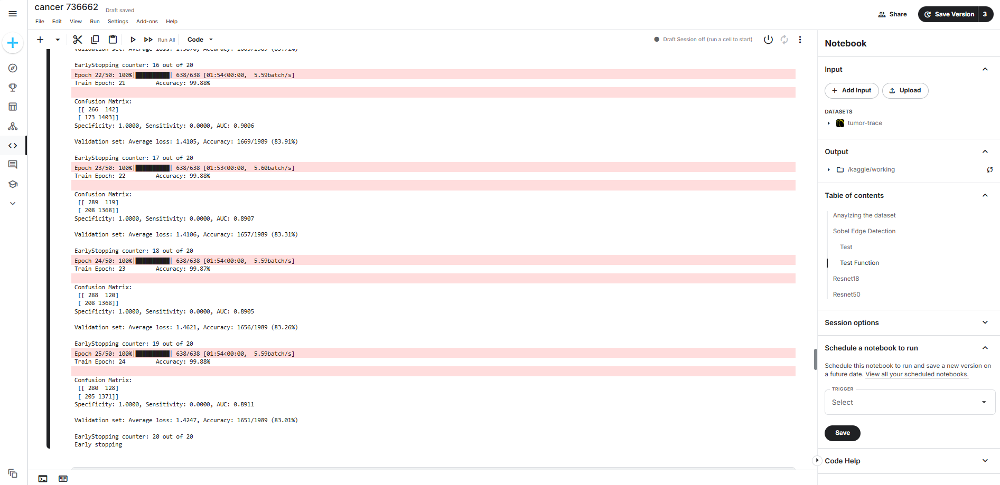 cancer 736662
Draft saved
File Edit View Run Settings Add-ons Help
Share
Save Version 3
Run All
Code
Draft Session off (run a cell to start)
Validation set: Average loss: 1.3876, Accuracy: 1665/1989 (83.71%)
EarlyStopping counter: 16 out of 20
Epoch 22/50: 100%|██████████| 638/638 [01:54<00:00, 5.59batch/s]
Train Epoch: 21 Accuracy: 99.88%
Confusion Matrix:
[[ 266 142]
[ 173 1403]]
Specificity: 1.0000, Sensitivity: 0.0000, AUC: 0.9006
Validation set: Average loss: 1.4105, Accuracy: 1669/1989 (83.91%)
EarlyStopping counter: 17 out of 20
Epoch 23/50: 100%|██████████| 638/638 [01:53<00:00, 5.60batch/s]
Train Epoch: 22 Accuracy: 99.88%
Confusion Matrix:
[[ 289 119]
[ 208 1368]]
Specificity: 1.0000, Sensitivity: 0.0000, AUC: 0.8907
Validation set: Average loss: 1.4106, Accuracy: 1657/1989 (83.31%)
EarlyStopping counter: 18 out of 20
Epoch 24/50: 100%|██████████| 638/638 [01:54<00:00, 5.59batch/s]
Train Epoch: 23 Accuracy: 99.87%
Confusion Matrix:
[[ 288 120]
[ 208 1368]]
Specificity: 1.0000, Sensitivity: 0.0000, AUC: 0.8905
Validation set: Average loss: 1.4621, Accuracy: 1656/1989 (83.26%)
EarlyStopping counter: 19 out of 20
Epoch 25/50: 100%|██████████| 638/638 [01:54<00:00, 5.59batch/s]
Train Epoch: 24 Accuracy: 99.88%
Confusion Matrix:
[[ 280 128]
[ 205 1371]]
Specificity: 1.0000, Sensitivity: 0.0000, AUC: 0.8911
Validation set: Average loss: 1.4247, Accuracy: 1651/1989 (83.01%)
EarlyStopping counter: 20 out of 20
Early stopping
Notebook
Input
Add Input
Upload
DATASETS
tumor-trace
Output
/kaggle/working
Table of contents
Anaylzing the dataset
Sobel Edge Detection
Test
Test Function
Resnet18
Resnet50
Session options
Schedule a notebook to run
Schedule this notebook to run and save a new version on
a future date. View all your scheduled notebooks.
TRIGGER
Select
Save
Code Help